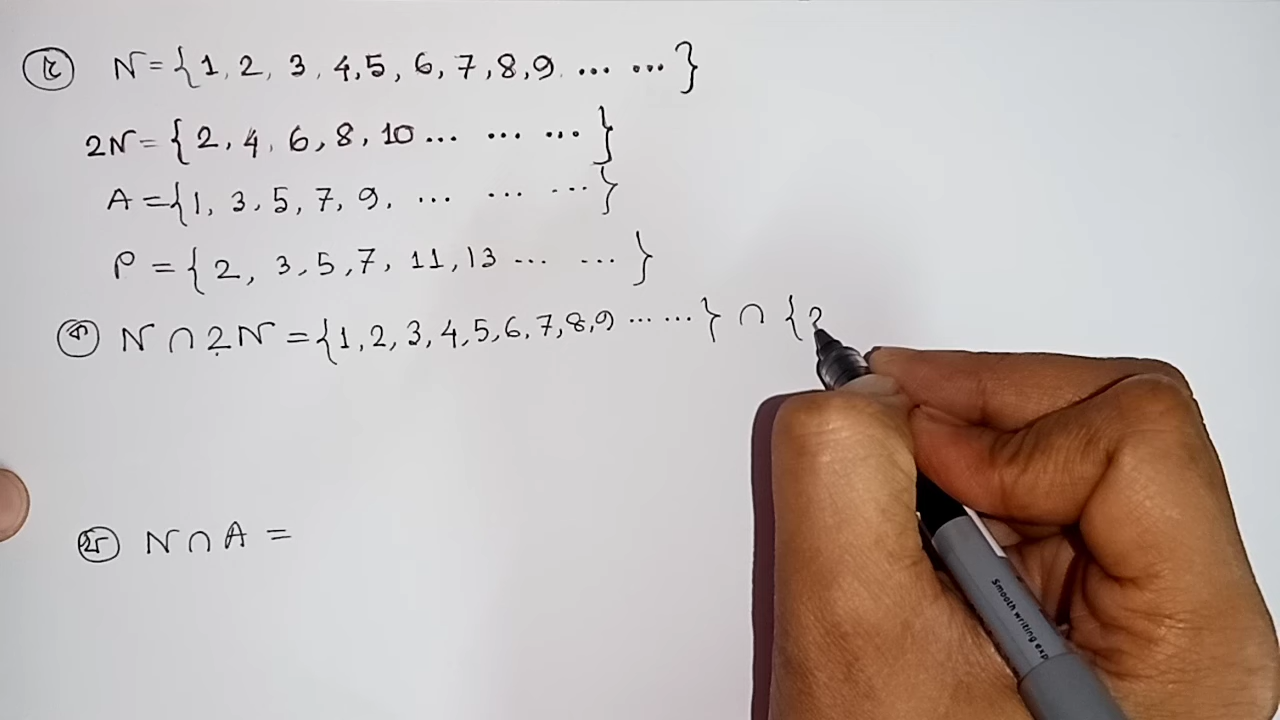 N = {1, 2, 3, 4, 5, 6, 7, 8, 9, ... ... }
2N = {2, 4, 6, 8, 10 ... ... ... }
A = {1, 3, 5, 7, 9, ... ... ... }
P = {2, 3, 5, 7, 11, 13 ... ... }
N ∩ 2N = {1, 2, 3, 4, 5, 6, 7, 8, 9 ... ... } ∩ {2
N ∩ A =
Smooth writing exp